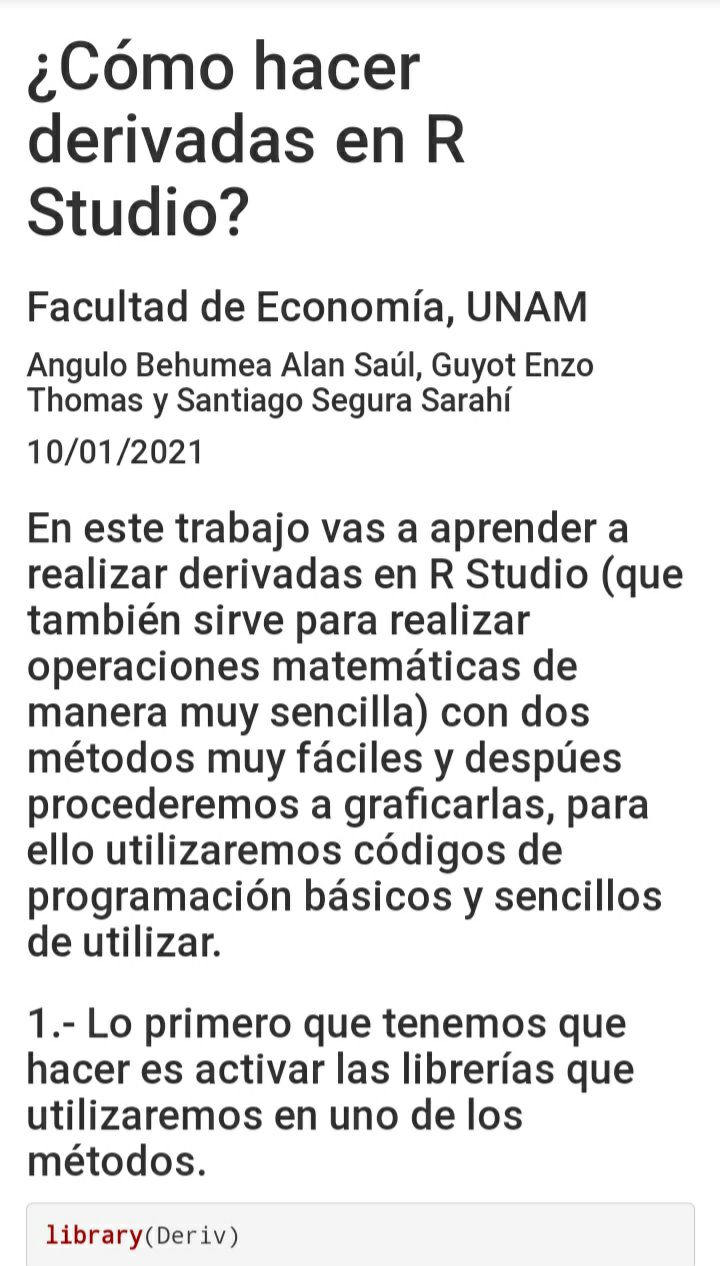 ¿Cómo hacer
derivadas en R
Studio?
Facultad de Economía, UNAM
Angulo Behumea Alan Saúl, Guyot Enzo
Thomas y Santiago Segura Sarahí
10/01/2021
En este trabajo vas a aprender a
realizar derivadas en R Studio (que
también sirve para realizar
operaciones matemáticas de
manera muy sencilla) con dos
métodos muy fáciles y despúes
procederemos a graficarlas, para
ello utilizaremos códigos de
programación básicos y sencillos
de utilizar.
1.- Lo primero que tenemos que
hacer es activar las librerías que
utilizaremos en uno de los
métodos.
library(Deriv)